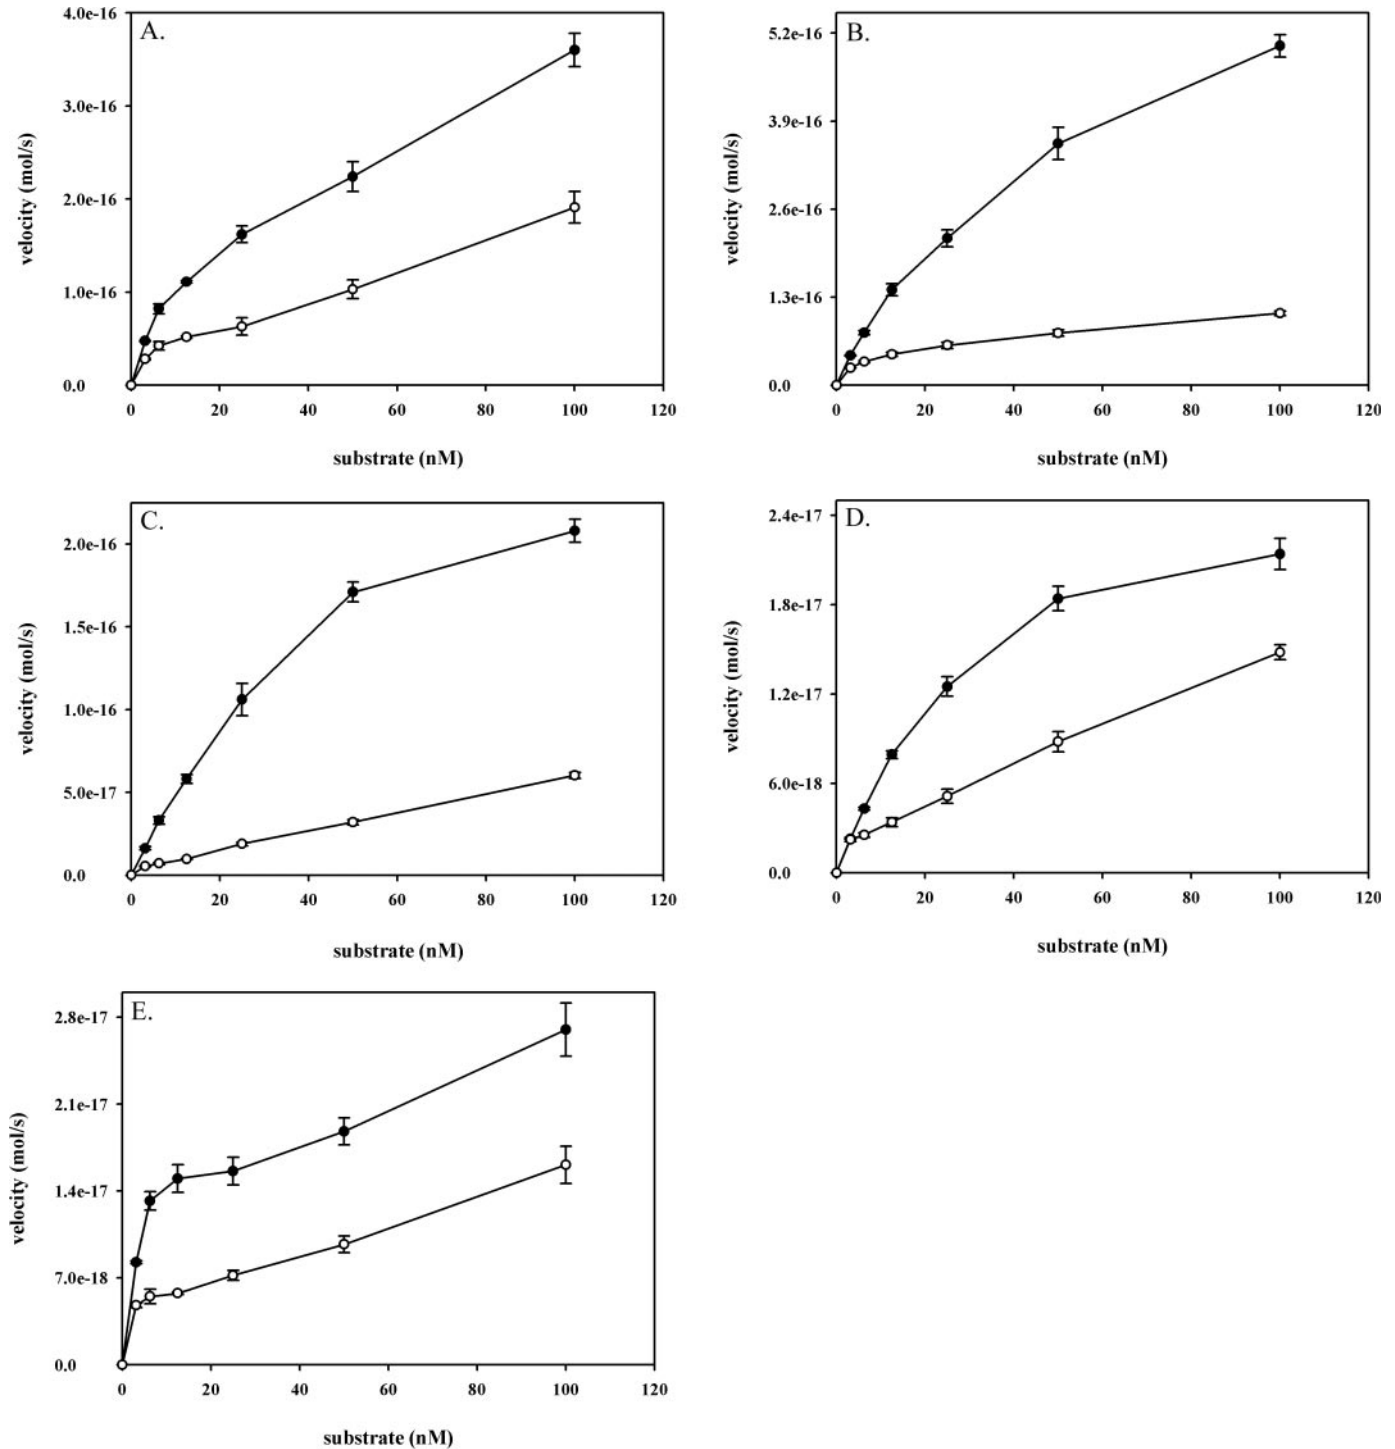 A.
4.0e-16
3.0e-16
2.0e-16
1.0e-16
0.0
velocity (mol/s)
0 20 40 60 80 100 120
substrate (nM)
B.
5.2e-16
3.9e-16
2.6e-16
1.3e-16
0.0
velocity (mol/s)
0 20 40 60 80 100 120
substrate (nM)
C.
2.0e-16
1.5e-16
1.0e-16
5.0e-17
0.0
velocity (mol/s)
0 20 40 60 80 100 120
substrate (nM)
D.
2.4e-17
1.8e-17
1.2e-17
6.0e-18
0.0
velocity (mol/s)
0 20 40 60 80 100 120
substrate (nM)
E.
2.8e-17
2.1e-17
1.4e-17
7.0e-18
0.0
velocity (mol/s)
0 20 40 60 80 100 120
substrate (nM)